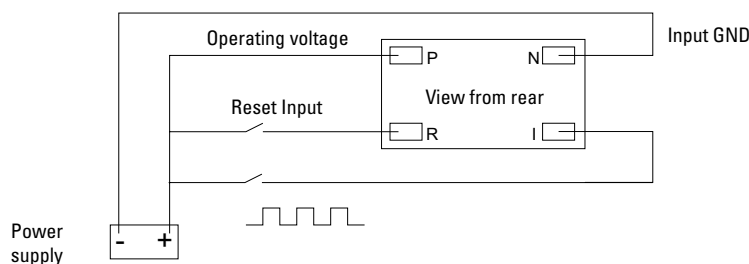 Operating voltage
P
N
Input GND
View from rear
Reset Input
R
I
Power
supply
-
+